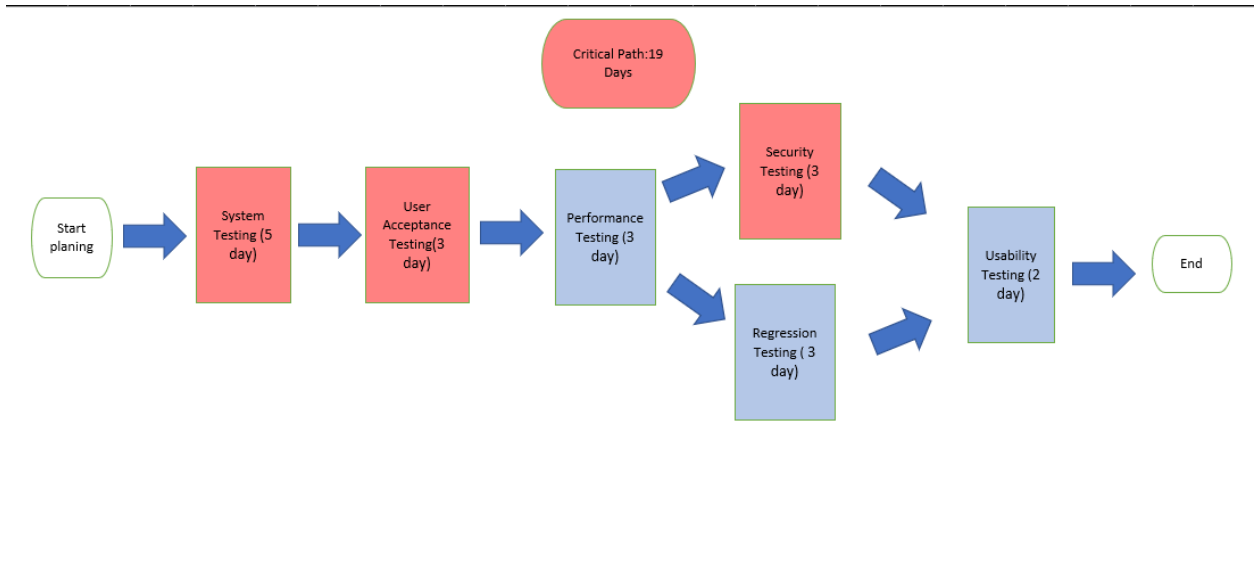 Critical Path:19
Days
Start
planing
System
Testing (5
day)
User
Acceptance
Testing(3
day)
Performance
Testing (3
day)
Security
Testing (3
day)
Regression
Testing ( 3
day)
Usability
Testing (2
day)
End